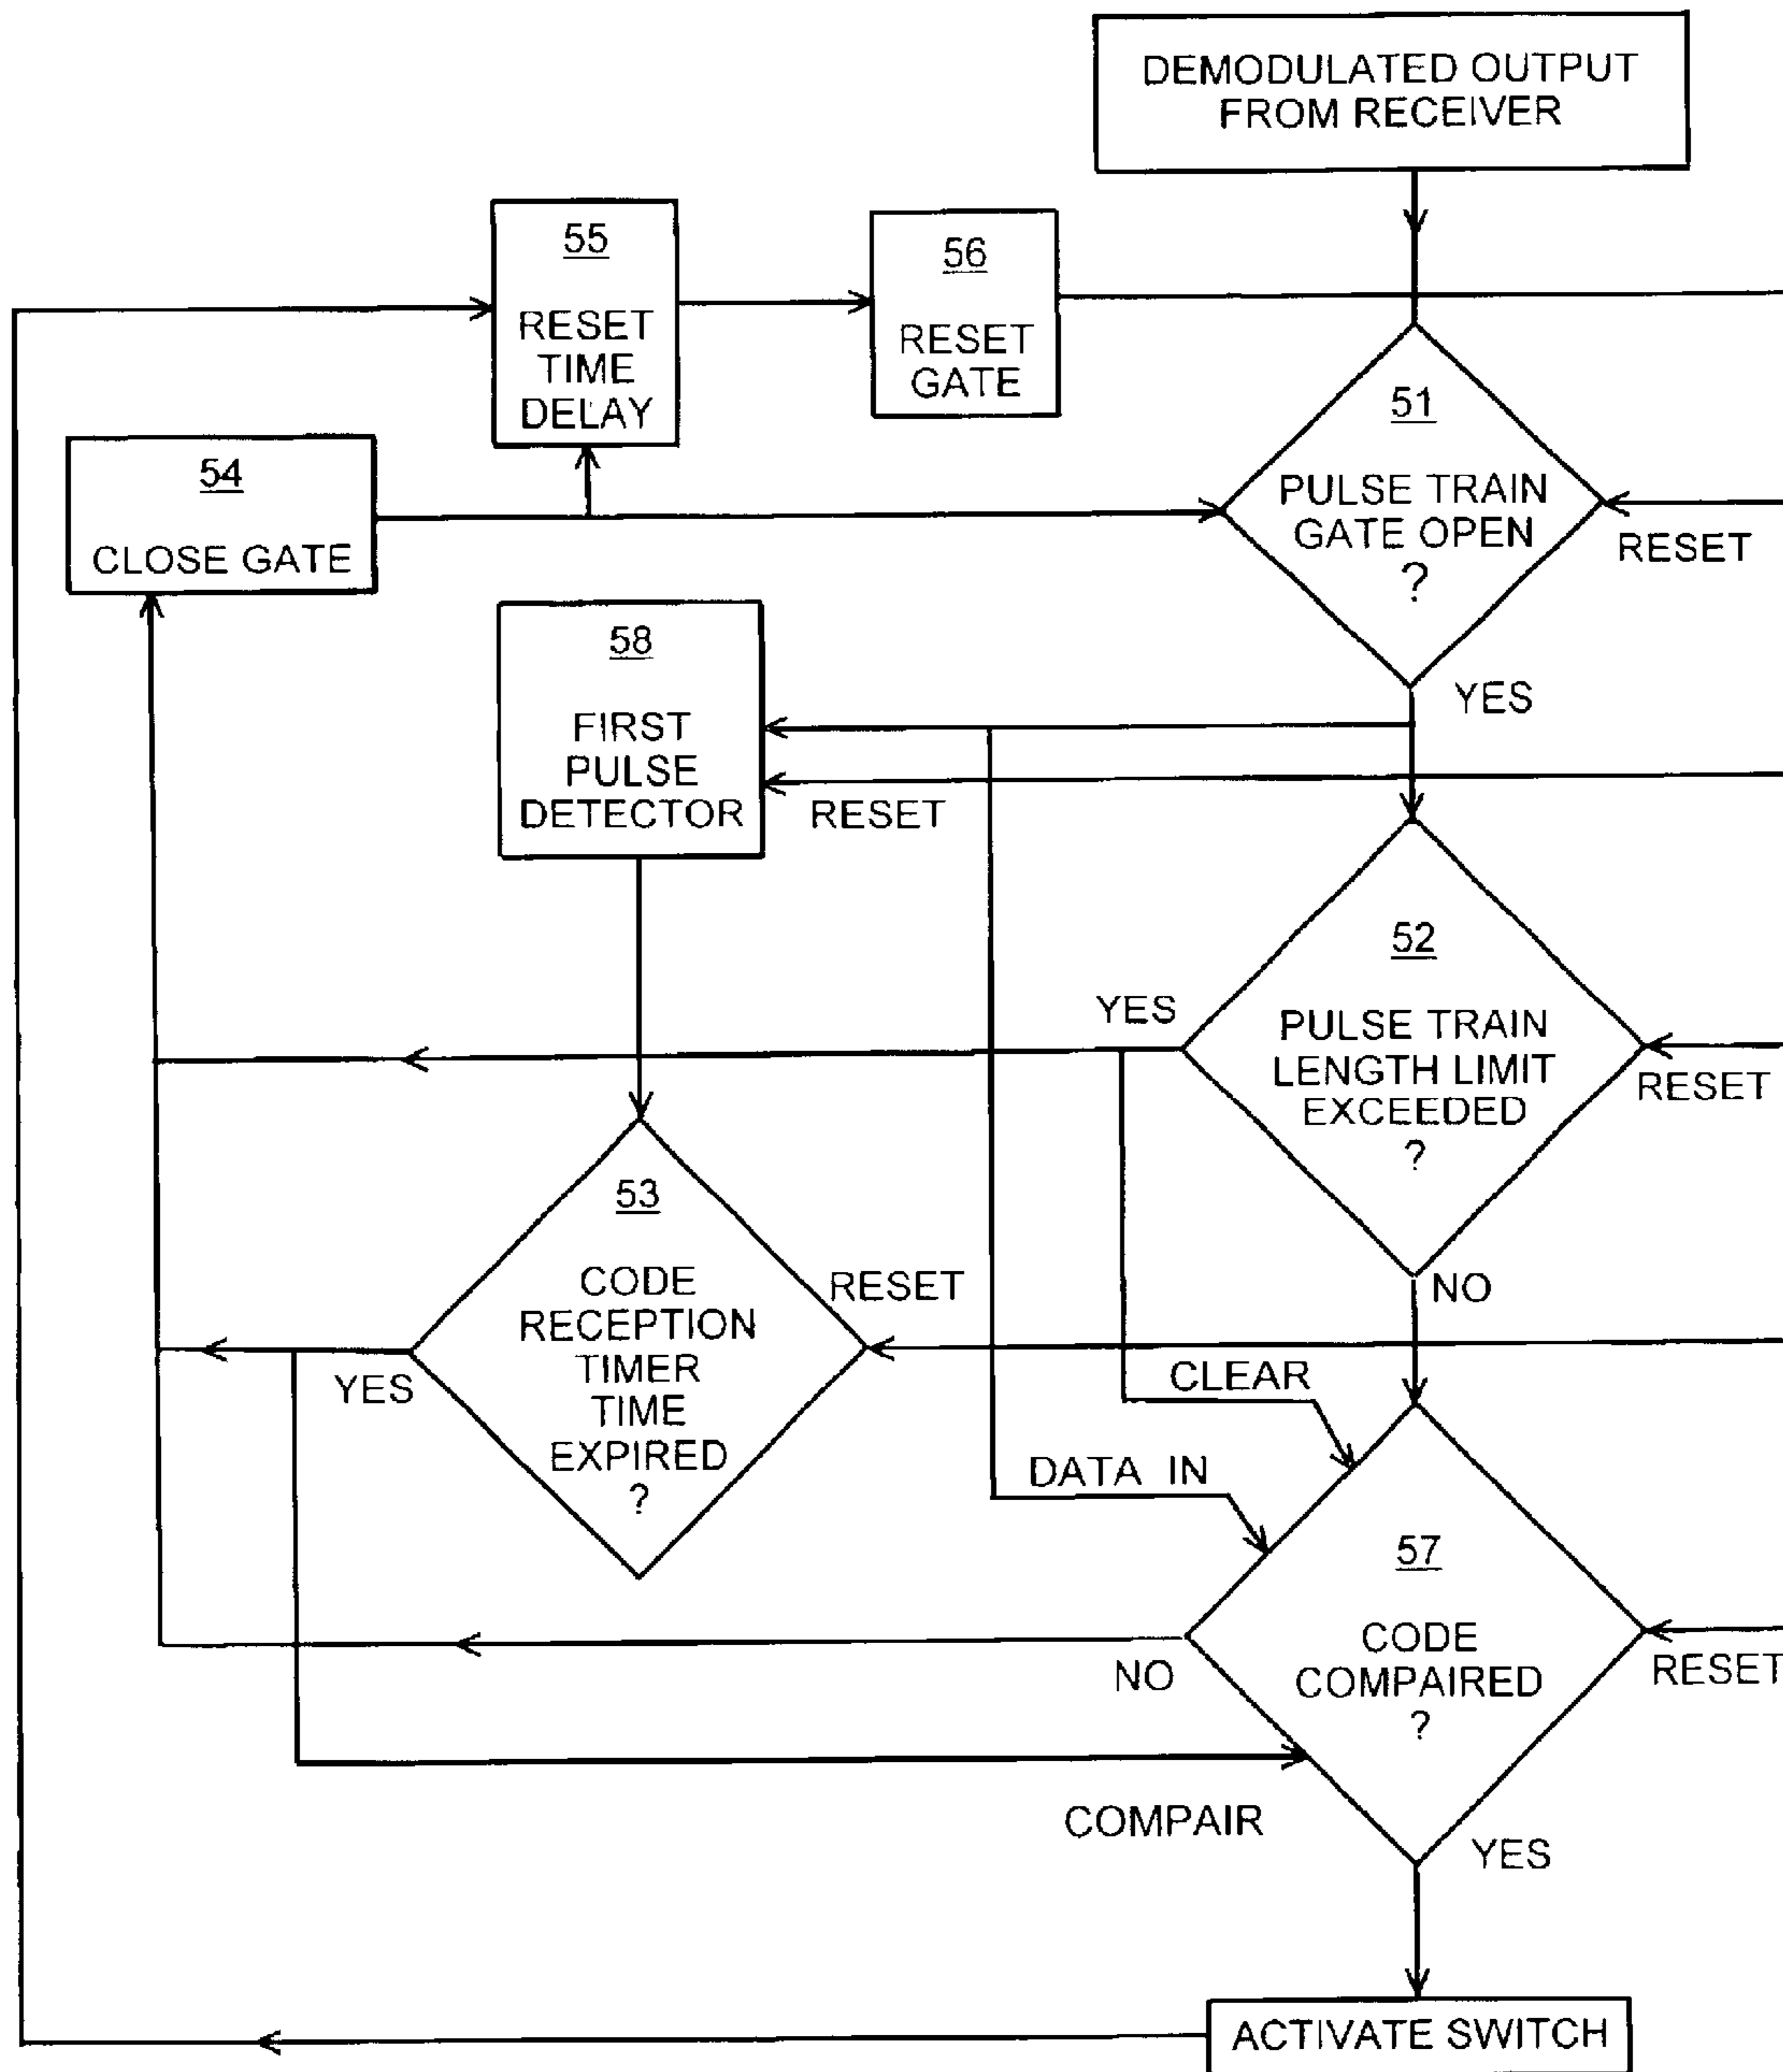 DEMODULATED OUTPUT
FROM RECEIVER
55
RESET
TIME
DELAY
56
RESET
GATE
51
PULSE TRAIN
GATE OPEN
?
RESET
YES
54
CLOSE GATE
58
FIRST
PULSE
DETECTOR
RESET
52
PULSE TRAIN
LENGTH LIMIT
EXCEEDED
?
YES
RESET
NO
53
CODE
RECEPTION
TIMER
TIME
EXPIRED
?
RESET
YES
CLEAR
DATA IN
57
CODE
COMPAIRED
?
RESET
NO
COMPAIR
YES
ACTIVATE SWITCH